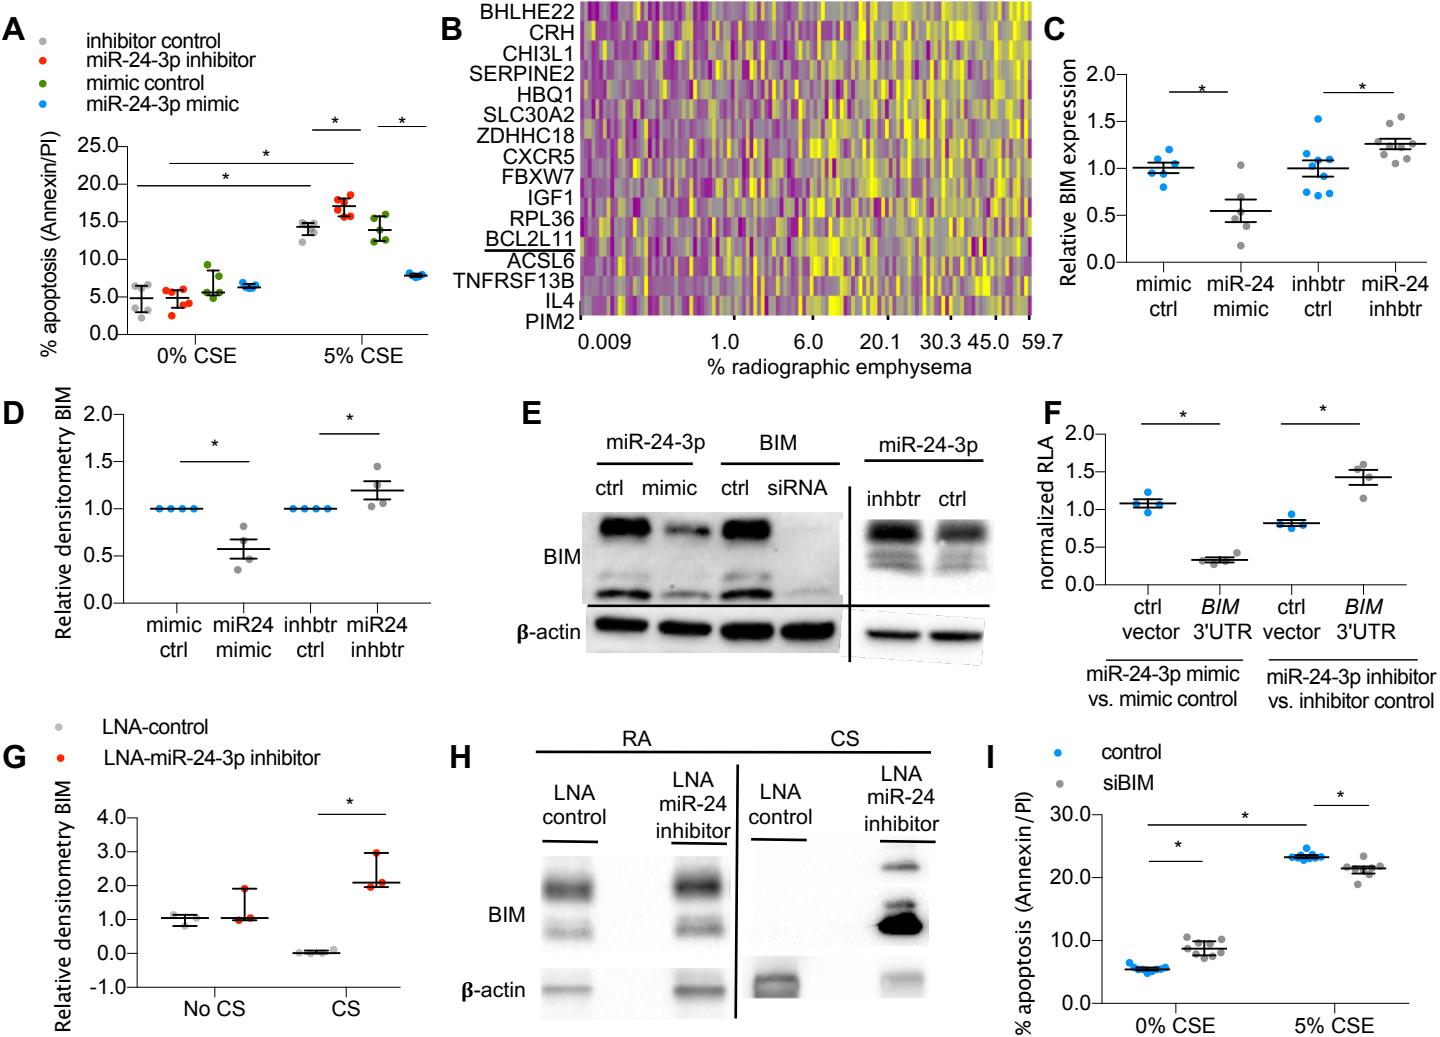 A
inhibitor control
miR-24-3p inhibitor
mimic control
miR-24-3p mimic
% apoptosis (Annexin/PI)
25.0
20.0
15.0
10.0
5.0
0.0
* * * *
0% CSE 5% CSE
B
BHLHE22
CRH
CHI3L1
SERPINE2
HBQ1
SLC30A2
ZDHHC18
CXCR5
FBXW7
IGF1
RPL36
BCL2L11
ACSL6
TNFRSF13B
IL4
PIM2
0.009 1.0 6.0 20.1 30.3 45.0 59.7
% radiographic emphysema
C
Relative BIM expression
2.0
1.5
1.0
0.5
0.0
* *
mimic miR-24 inhbtr miR-24
ctrl mimic ctrl inhbtr
D
Relative densitometry BIM
2.0
1.5
1.0
0.5
0.0
* *
mimic miR24 inhbtr miR24
ctrl mimic ctrl inhbtr
E
miR-24-3p BIM miR-24-3p
ctrl mimic ctrl siRNA inhbtr ctrl
BIM
β-actin
F
normalized RLA
2.0
1.5
1.0
0.5
0.0
* *
ctrl BIM ctrl BIM
vector 3'UTR vector 3'UTR
miR-24-3p mimic miR-24-3p inhibitor
vs. mimic control vs. inhibitor control
G
LNA-control
LNA-miR-24-3p inhibitor
Relative densitometry BIM
4.0
3.0
2.0
1.0
0.0
-1.0
*
No CS CS
H
RA CS
LNA control
LNA miR-24 inhibitor
LNA control
LNA miR-24 inhibitor
BIM
β-actin
I
control
siBIM
% apoptosis (Annexin/PI)
30.0
20.0
10.0
0.0
* * *
0% CSE 5% CSE